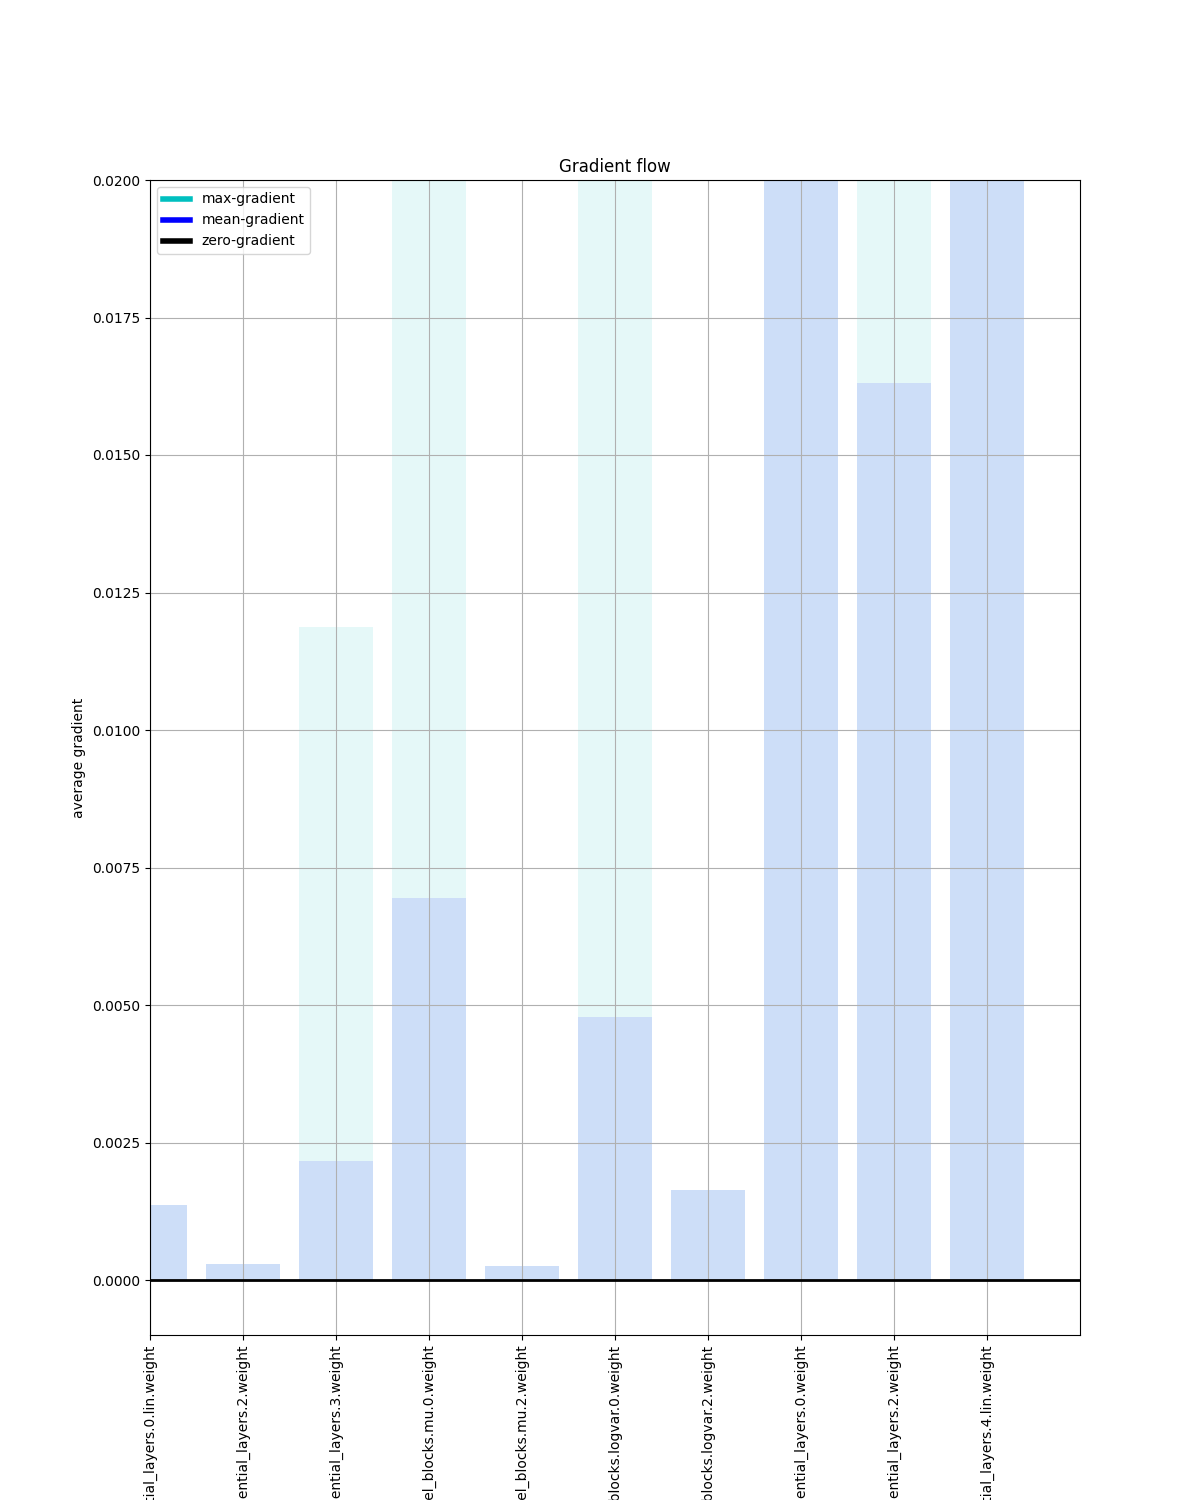 Gradient flow
max-gradient
mean-gradient
zero-gradient
0.0200
0.0175
0.0150
0.0125
0.0100
0.0075
0.0050
0.0025
0.0000
average gradient
tial_layers.0.lin.weight
ential_layers.2.weight
ential_layers.3.weight
el_blocks.mu.0.weight
el_blocks.mu.2.weight
blocks.logvar.0.weight
blocks.logvar.2.weight
ential_layers.0.weight
ential_layers.2.weight
tial_layers.4.lin.weight